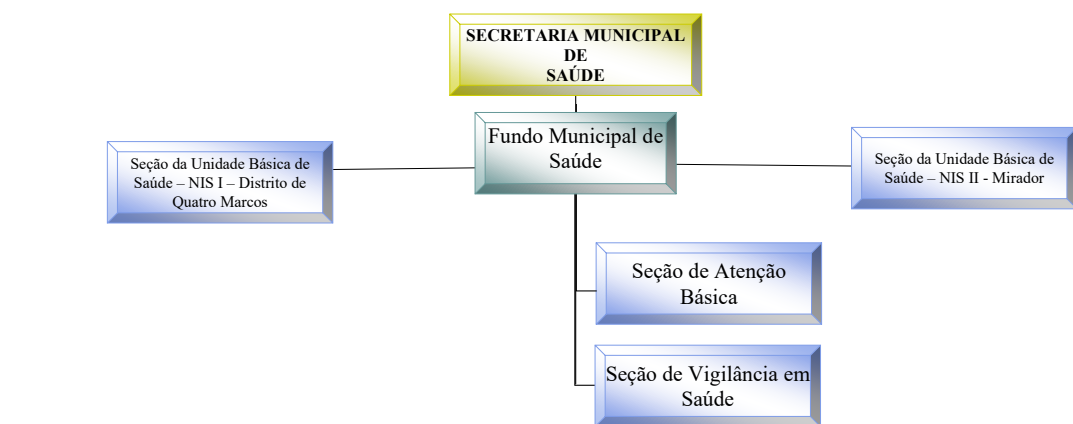 SECRETARIA MUNICIPAL
DE
SAÚDE
Fundo Municipal de
Saúde
Seção da Unidade Básica de
Saúde – NIS I – Distrito de
Quatro Marcos
Seção da Unidade Básica de
Saúde – NIS II - Mirador
Seção de Atenção
Básica
Seção de Vigilância em
Saúde